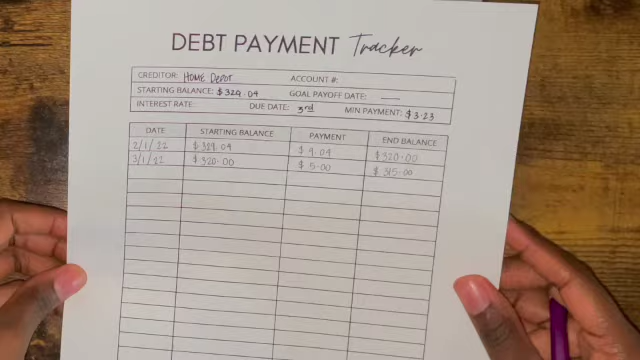 DEBT PAYMENT Tracker
CREDITOR: HOME DEPOT ACCOUNT #:
STARTING BALANCE: $329.04 GOAL PAYOFF DATE: —
INTEREST RATE: DUE DATE: 3rd MIN PAYMENT: $3.23
DATE STARTING BALANCE PAYMENT END BALANCE
2/1/22 $329.04 $9.04 $320.00
3/1/22 $320.00 $5.00 $315.00